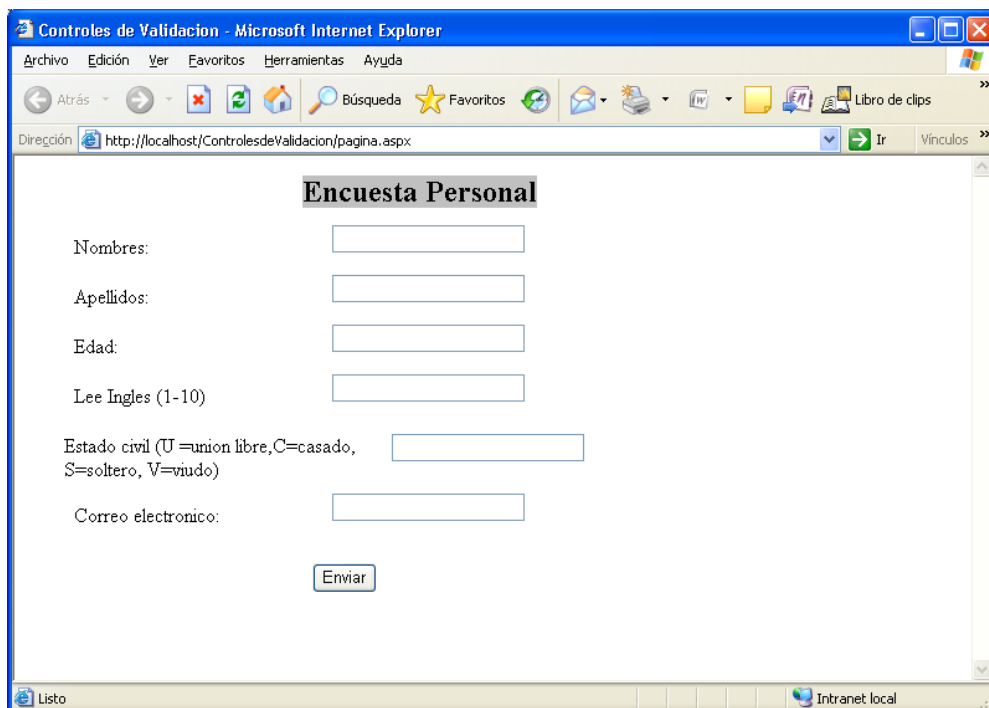 Controles de Validacion - Microsoft Internet Explorer
Archivo Edición Ver Favoritos Herramientas Ayuda
Atrás Búsqueda Favoritos Libro de clips »
Dirección http://localhost/ControlesdeValidacion/pagina.aspx Ir Vínculos »
Encuesta Personal
Nombres:
Apellidos:
Edad:
Lee Ingles (1-10)
Estado civil (U =union libre,C=casado,
S=soltero, V=viudo)
Correo electronico:
Enviar
Listo Intranet local